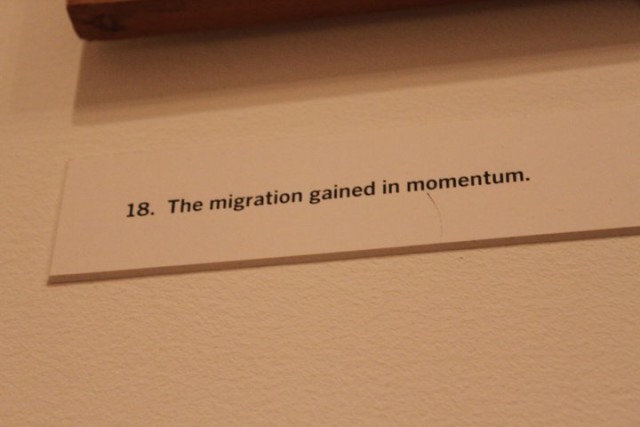 18. The migration gained in momentum.